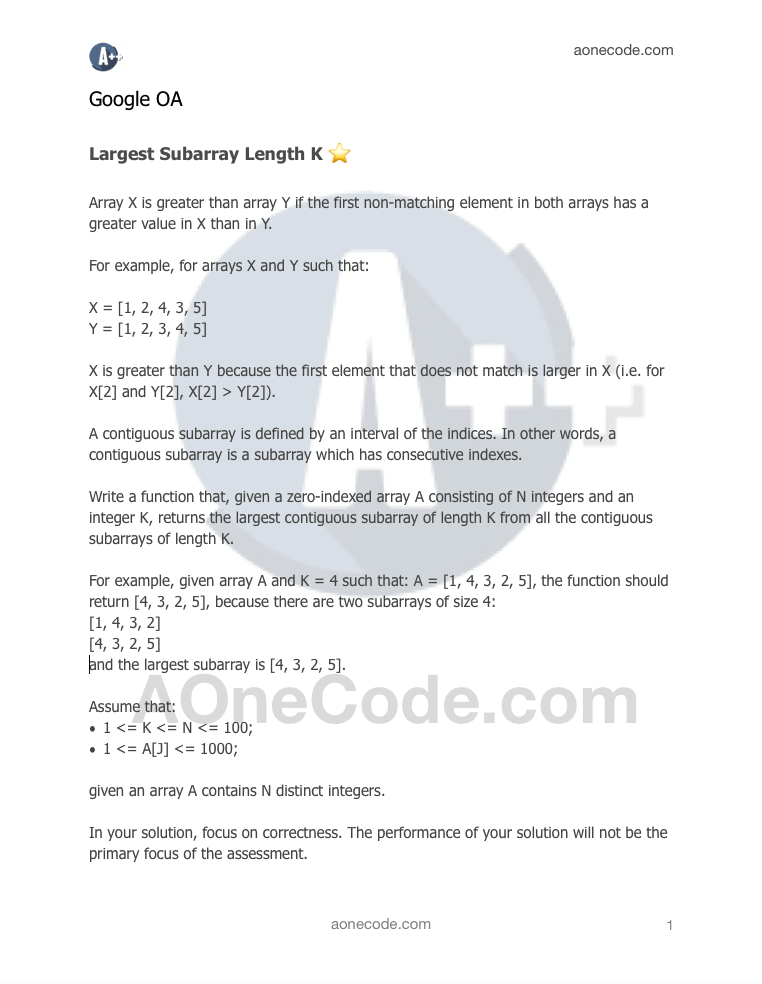 A++
aonecode.com
Google OA
Largest Subarray Length K ⭐
Array X is greater than array Y if the first non-matching element in both arrays has a
greater value in X than in Y.
For example, for arrays X and Y such that:
X = [1, 2, 4, 3, 5]
Y = [1, 2, 3, 4, 5]
X is greater than Y because the first element that does not match is larger in X (i.e. for
X[2] and Y[2], X[2] > Y[2]).
A contiguous subarray is defined by an interval of the indices. In other words, a
contiguous subarray is a subarray which has consecutive indexes.
Write a function that, given a zero-indexed array A consisting of N integers and an
integer K, returns the largest contiguous subarray of length K from all the contiguous
subarrays of length K.
For example, given array A and K = 4 such that: A = [1, 4, 3, 2, 5], the function should
return [4, 3, 2, 5], because there are two subarrays of size 4:
[1, 4, 3, 2]
[4, 3, 2, 5]
and the largest subarray is [4, 3, 2, 5].
A++
AOneCode.com
Assume that:
• 1 <= K <= N <= 100;
• 1 <= A[J] <= 1000;
given an array A contains N distinct integers.
In your solution, focus on correctness. The performance of your solution will not be the
primary focus of the assessment.
aonecode.com
1